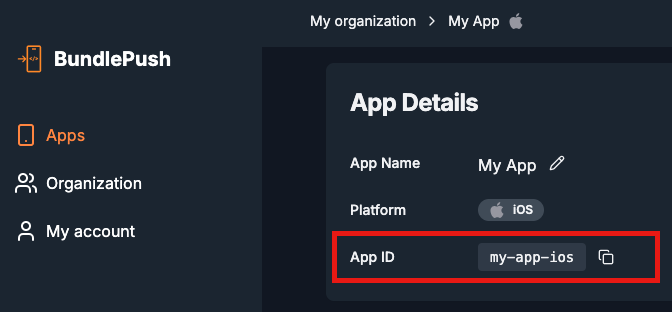 My organization > My App
BundlePush
Apps
Organization
My account
App Details
App Name My App
Platform iOS
App ID my-app-ios